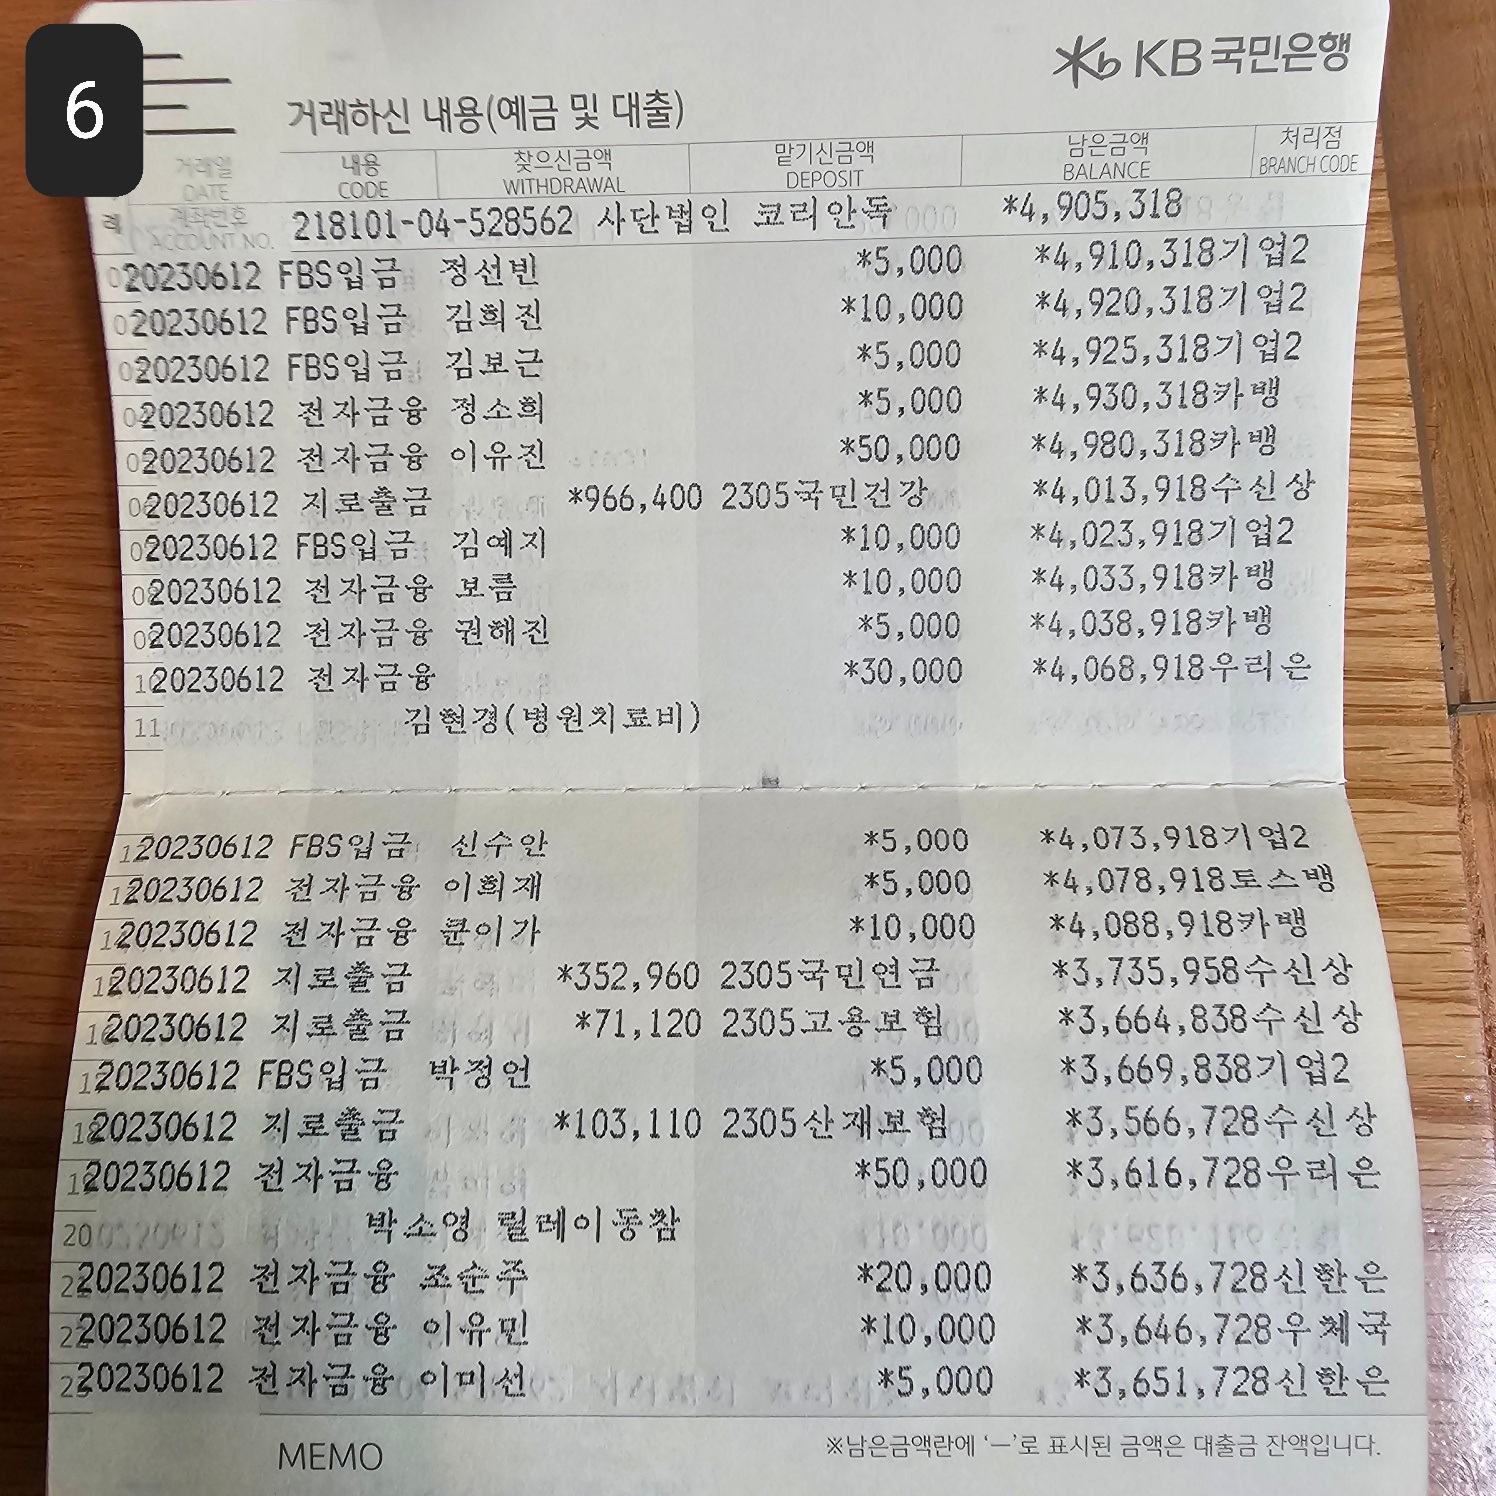 6
KB 국민은행
거래하신 내용(예금 및 대출)
거래일 DATE 내용 CODE 찾으신금액 WITHDRAWAL 맡기신금액 DEPOSIT 남은금액 BALANCE 처리점 BRANCH CODE
계좌번호 ACCOUNT NO. 218101-04-528562 사단법인 코리안독 *4,905,318
20230612 FBS입금 정선빈 *5,000 *4,910,318기업2
20230612 FBS입금 김희진 *10,000 *4,920,318기업2
20230612 FBS입금 김보근 *5,000 *4,925,318기업2
20230612 전자금융 정소희 *5,000 *4,930,318카뱅
20230612 전자금융 이유진 *50,000 *4,980,318카뱅
20230612 지로출금 *966,400 2305국민건강 *4,013,918수신상
20230612 FBS입금 김예지 *10,000 *4,023,918기업2
20230612 전자금융 보름 *10,000 *4,033,918카뱅
20230612 전자금융 권해진 *5,000 *4,038,918카뱅
20230612 전자금융 *30,000 *4,068,918우리은
11 김현경(병원치료비)
20230612 FBS입금 신수안 *5,000 *4,073,918기업2
20230612 전자금융 이희재 *5,000 *4,078,918토스뱅
20230612 전자금융 쿤이가 *10,000 *4,088,918카뱅
20230612 지로출금 *352,960 2305국민연금 *3,735,958수신상
20230612 지로출금 *71,120 2305고용보험 *3,664,838수신상
20230612 FBS입금 박정언 *5,000 *3,669,838기업2
20230612 지로출금 *103,110 2305산재보험 *3,566,728수신상
20230612 전자금융 *50,000 *3,616,728우리은
20 박소영 릴레이동참
20230612 전자금융 조순주 *20,000 *3,636,728신한은
20230612 전자금융 이유민 *10,000 *3,646,728우체국
20230612 전자금융 이미선 *5,000 *3,651,728신한은
MEMO ※남은금액란에 ‘—’로 표시된 금액은 대출금 잔액입니다.